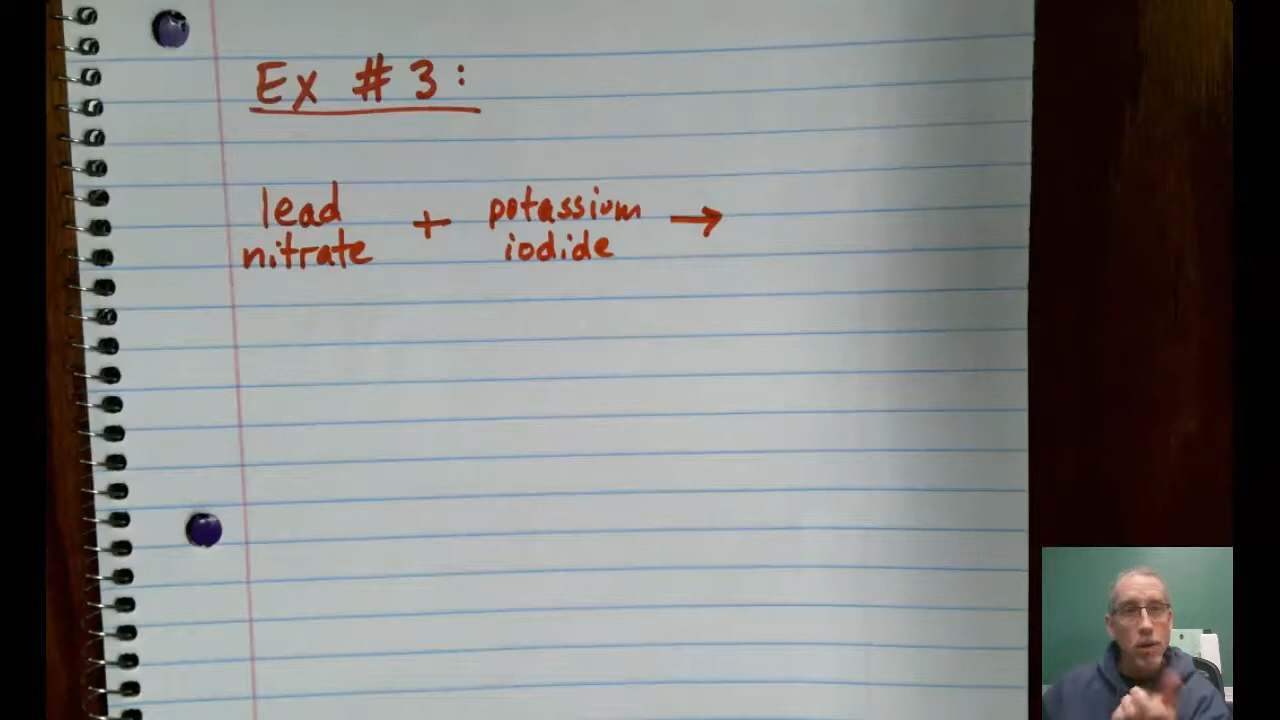 Ex # 3 :
lead + potassium →
nitrate iodide